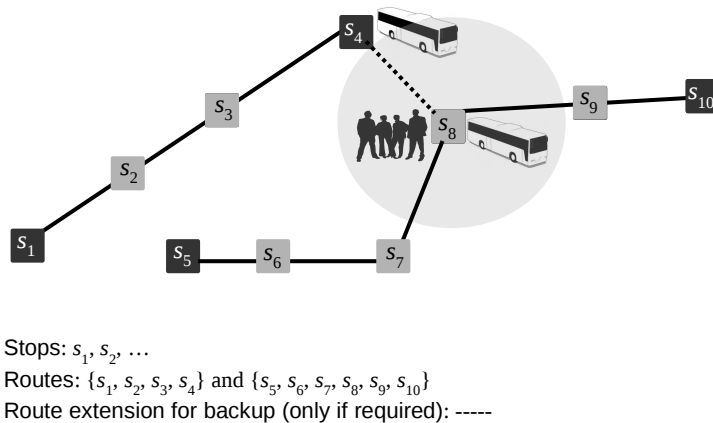 s4
s3
s9
s10
s8
s2
s1
s5
s6
s7
Stops: s1, s2, …
Routes: {s1, s2, s3, s4} and {s5, s6, s7, s8, s9, s10}
Route extension for backup (only if required): -----